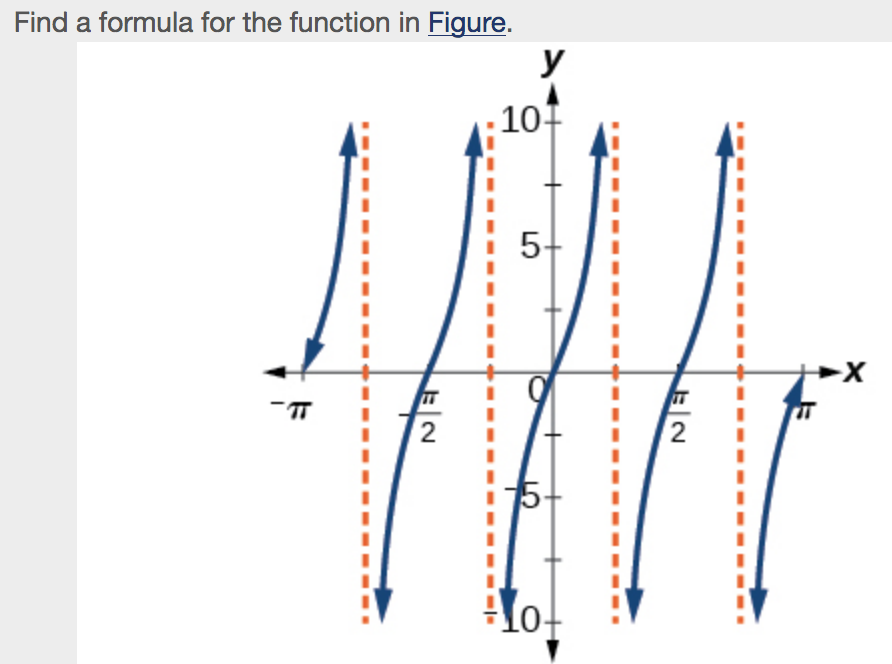 Find a formula for the function in Figure.
y
10
5
0
x
-π
-π/2
π/2
π
-5
-10